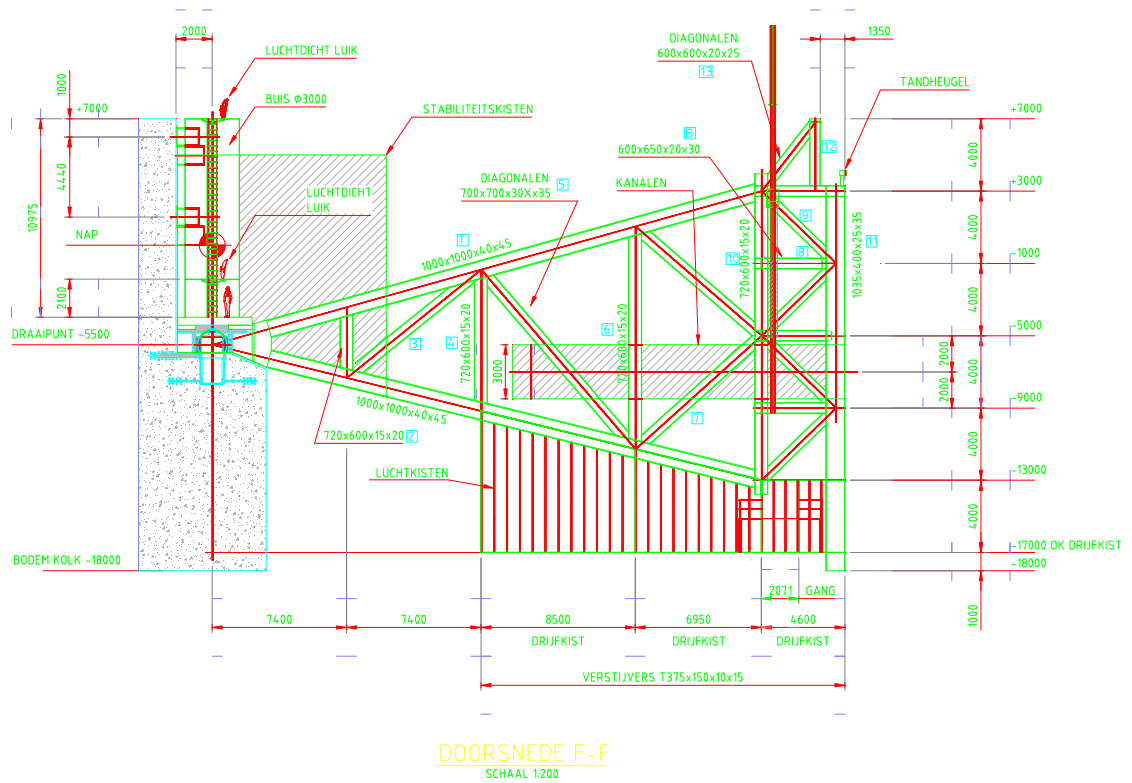 2000
LUCHTDICHT LUIK
DIAGONALEN:
600x600x20x25
13
1350
TANDHEUGEL
1000
+7000
BUIS Ø3000
STABILITEITSKISTEN
B
600x650x20x30
12
+7000
4000
+3000
DIAGONALEN:
700x700x30Xx35
5
KANALEN
LUCHTDICHT
LUIK
4440
10975
NAP
1
1000x1000x40x45
9
8
10
720x600x15x20
11
1035x400x25x35
4000
-1000
4000
2100
DRAAIPUNT -5500
3
4
720x600x15x20
6
720x600x15x20
3000
-5000
2000
2000
4000
-9000
1000x1000x40x45
720x600x15x20
2
7
4000
LUCHTKISTEN
-13000
4000
-17000 OK DRIJFKIST
BODEM KOLK -18000
-18000
2071
GANG
1000
7400
7400
8500
6950
4600
DRIJFKIST
DRIJFKIST
DRIJFKIST
VERSTIJVERS T375x150x10x15
DOORSNEDE F-F
SCHAAL 1:200